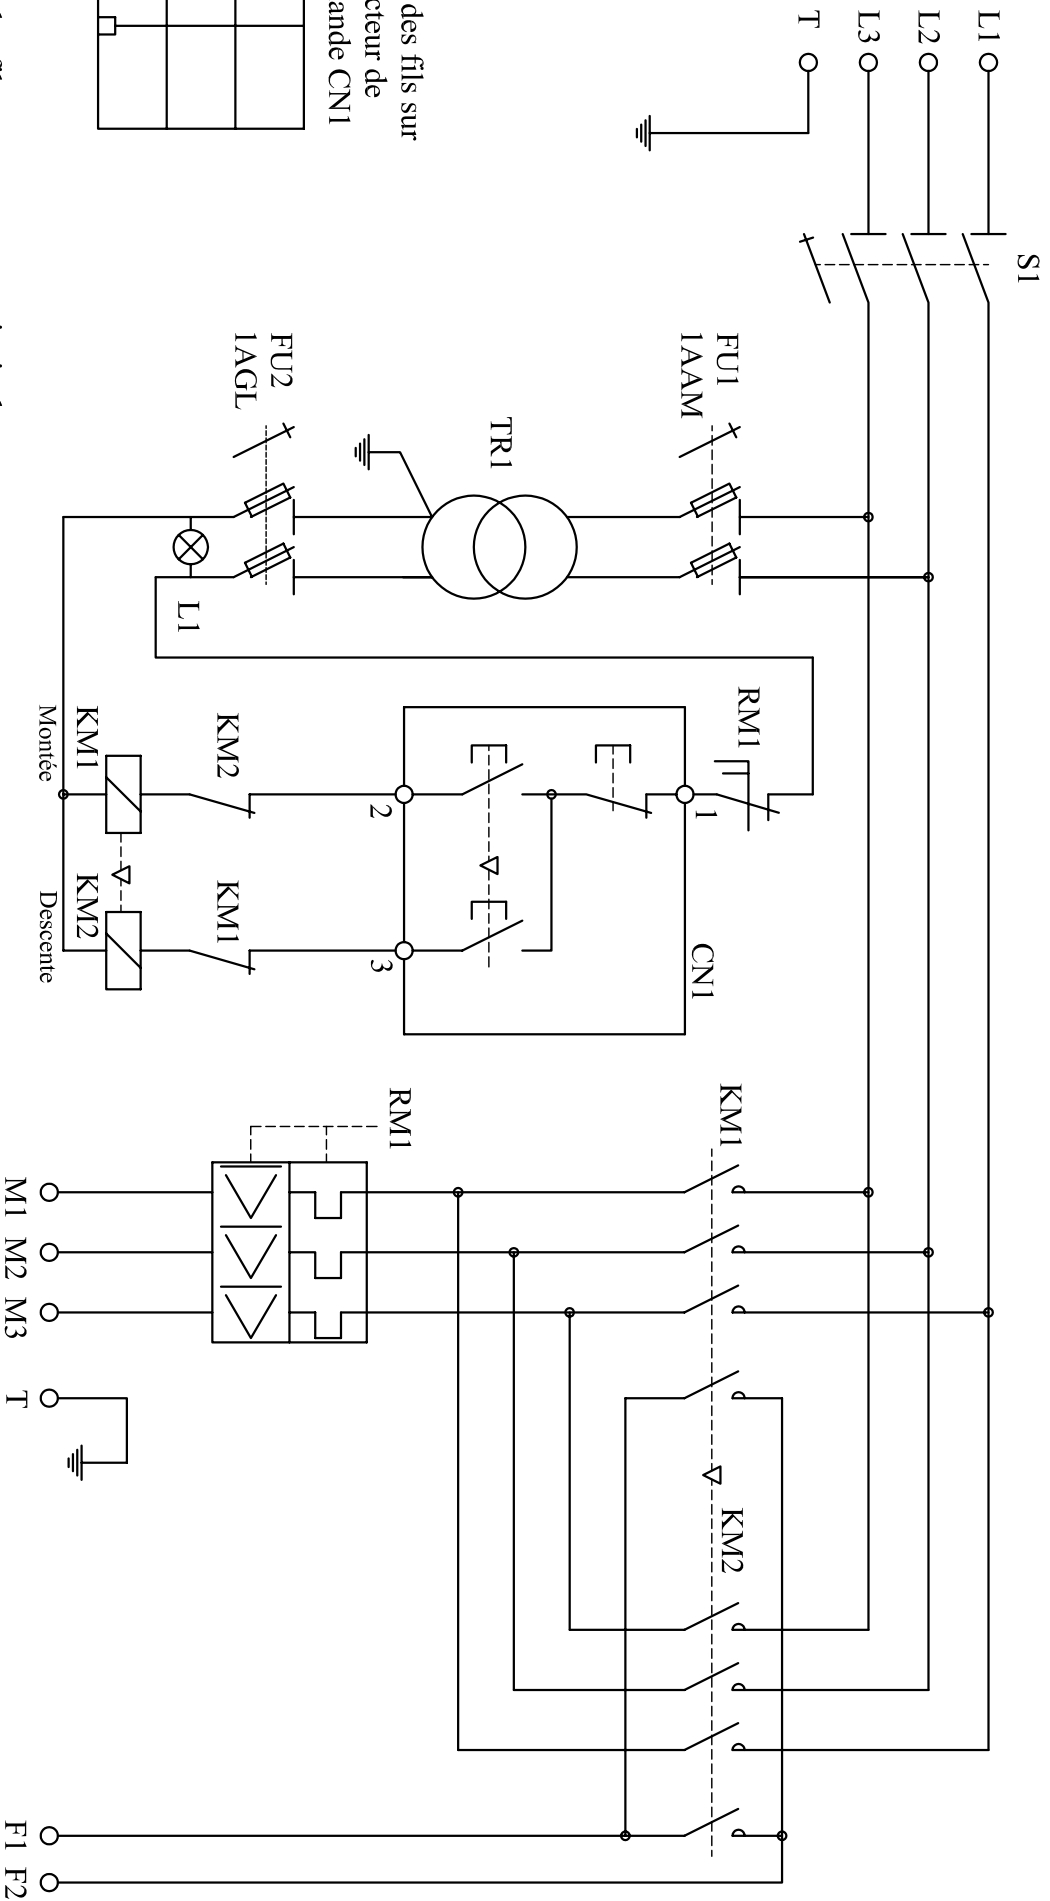 L1
L2
L3
T
S1
des fils sur
cteur de
ande CN1
FU1
1AAM
TR1
FU2
1AGL
L1
RM1
1
CN1
2
3
KM2
KM1
KM1
Montée
KM2
Descente
KM1
KM2
RM1
M1
M2
M3
T
F1
F2